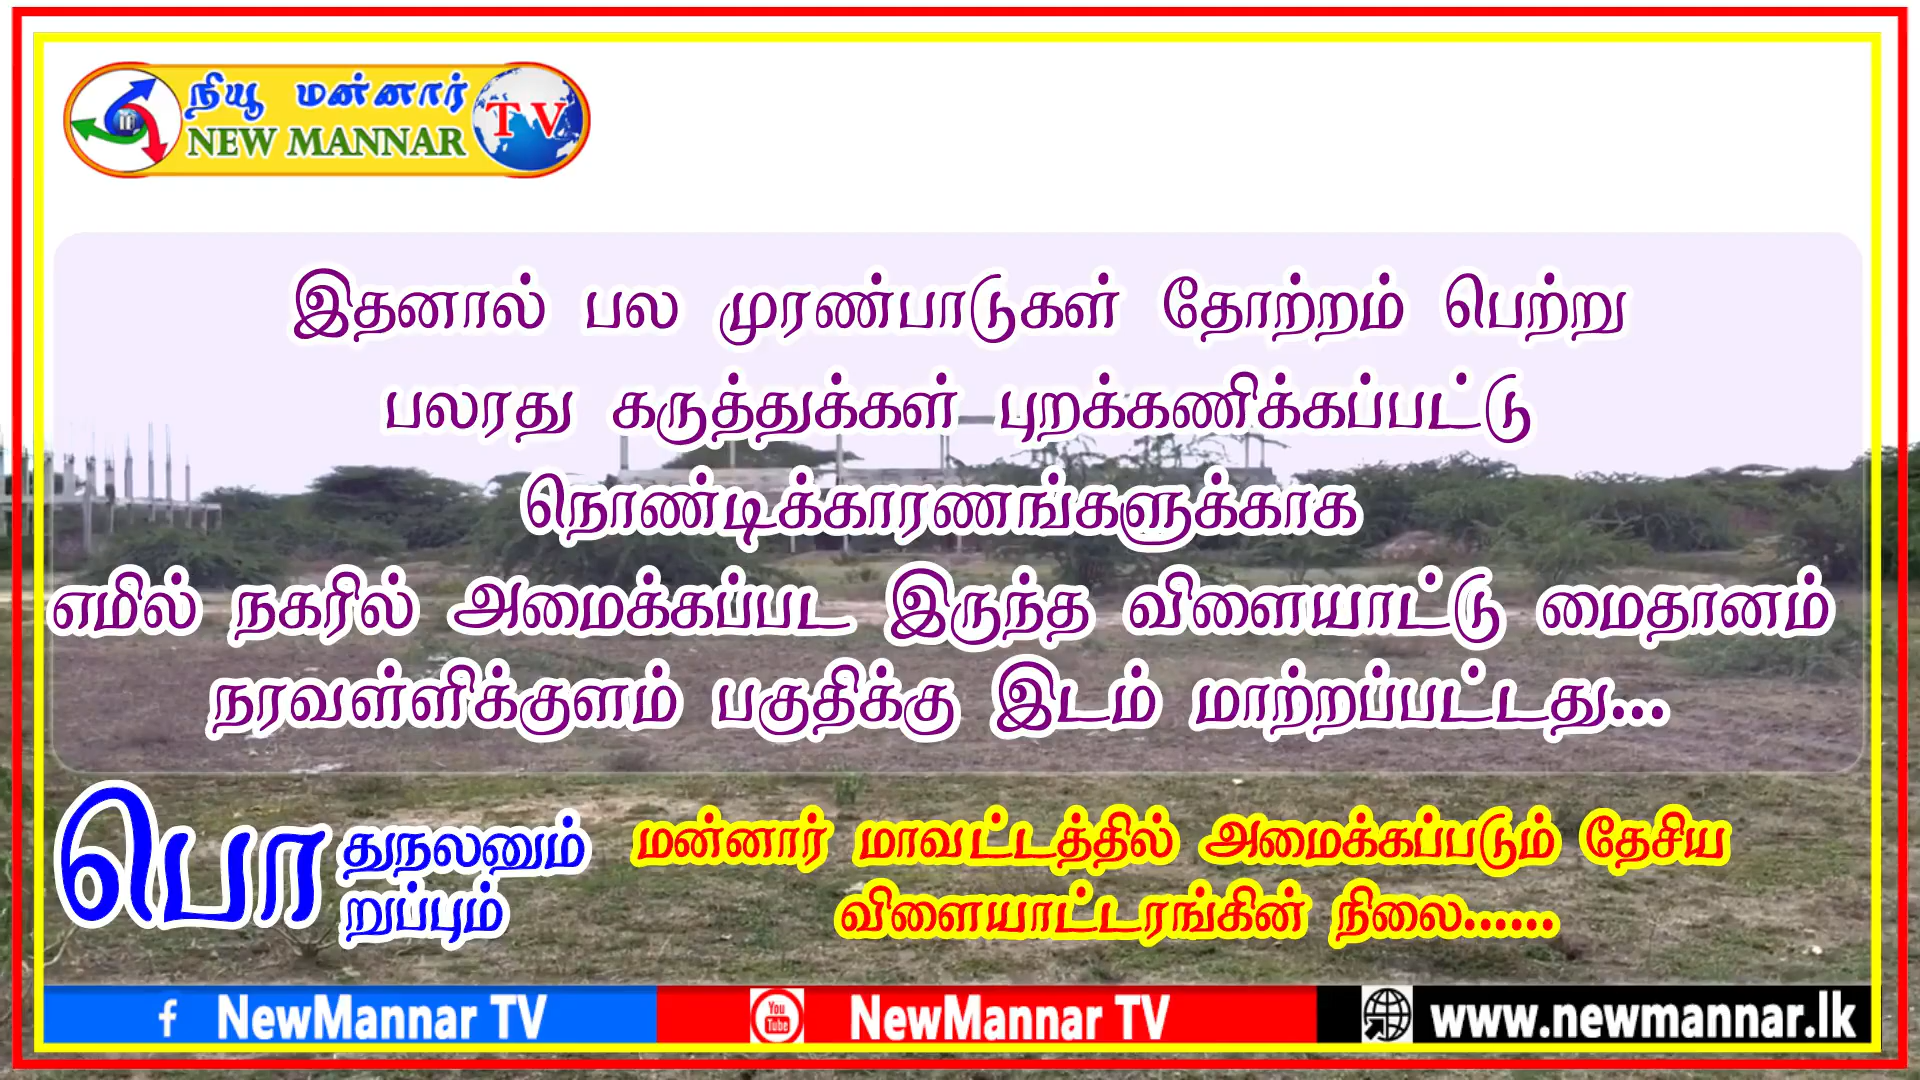 நியூ மன்னார்
NEW MANNAR
TV
இதனால் பல முரண்பாடுகள் தோற்றம் பெற்று
பலரது கருத்துக்கள் புறக்கணிக்கப்பட்டு
நொண்டிக்காரணங்களுக்காக
எமில் நகரில் அமைக்கப்பட இருந்த விளையாட்டு மைதானம்
நரவள்ளிக்குளம் பகுதிக்கு இடம் மாற்றப்பட்டது...
பொதுநலனும்
பொறுப்பும்
மன்னார் மாவட்டத்தில் அமைக்கப்படும் தேசிய
விளையாட்டரங்கின் நிலை......
f NewMannar TV
You Tube NewMannar TV
www.newmannar.lk